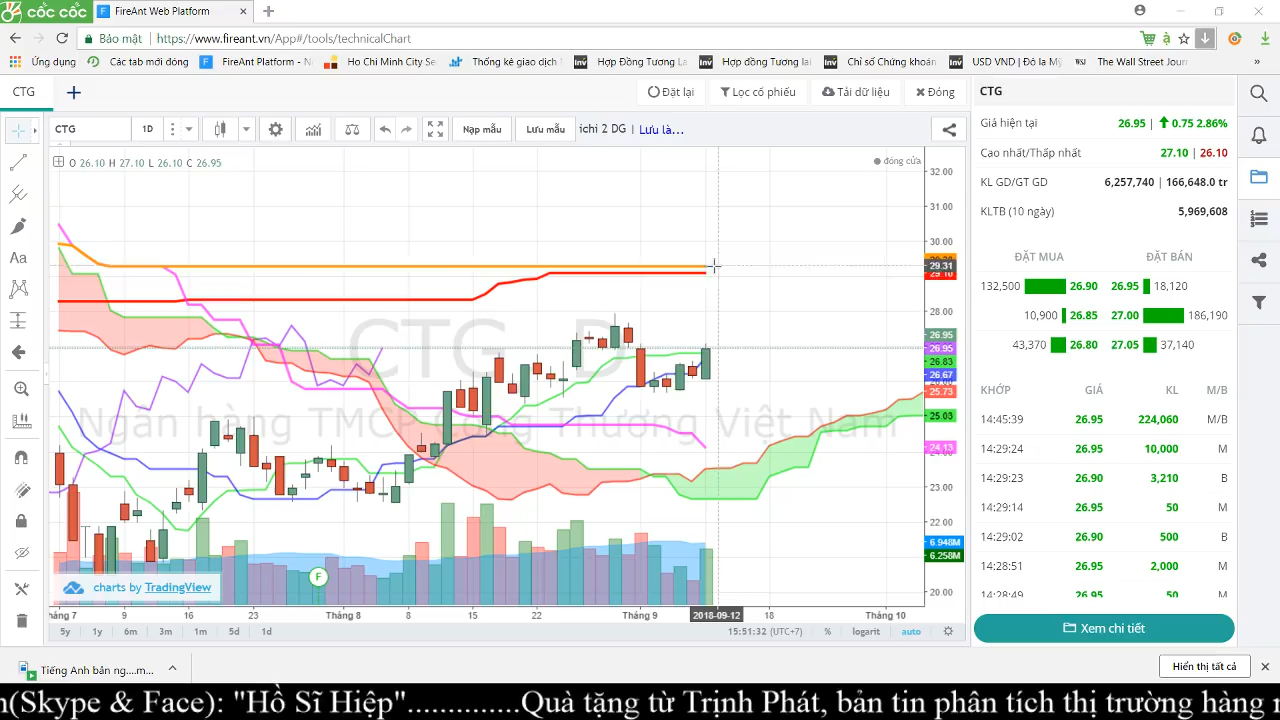 cốc cốc
FireAnt Web Platform
Bảo mật | https://www.fireant.vn/App#/tools/technicalChart
Ứng dụng Các tab mới đóng FireAnt Platform - N Ho Chi Minh City Se Thống kê giao dịch Hợp Đồng Tương La Hợp đồng Tương lai Chỉ số Chứng khoán USD VND | Đô la Mỹ The Wall Street Jour
CTG
Đặt lại
Lọc cổ phiếu
Tải dữ liệu
Đóng
CTG
1D
Nạp mẫu
Lưu mẫu
ichi 2 DG | Lưu là...
O 26.10 H 27.10 L 26.10 C 26.95
đóng cửa
Aa
CTG, D
Ngân hàng TMCP Công Thương Việt Nam
32.00
31.00
30.00
29.31
29.10
28.00
26.95
26.95
26.83
26.67
25.73
25.03
24.13
23.00
22.00
6.948M
6.258M
20.00
F
charts by TradingView
háng 7 9 16 23 Tháng 8 8 15 22 Tháng 9 2018-09-12 18 Tháng 10
5y 1y 6m 3m 1m 5d 1d 15:51:32 (UTC+7) % logarit auto
CTG
Giá hiện tại 26.95 | 0.75 2.86%
Cao nhất/Thấp nhất 27.10 | 26.10
KL GD/GT GD 6,257,740 | 166,648.0 tr
KLTB (10 ngày) 5,969,608
ĐẶT MUA ĐẶT BÁN
132,500 26.90 26.95 18,120
10,900 26.85 27.00 186,190
43,370 26.80 27.05 37,140
KHỚP GIÁ KL M/B
14:45:39 26.95 224,060 M/B
14:29:24 26.95 10,000 M
14:29:23 26.90 3,210 B
14:29:14 26.95 50 M
14:29:02 26.90 500 B
14:28:51 26.95 2,000 M
14:28:49 26.95 50 M
Xem chi tiết
Tiếng Anh bản ng....m...
Hiển thị tất cả
n(Skype & Face): "Hồ Sĩ Hiệp"..............Quà tặng từ Trịnh Phát, bản tin phân tích thị trường hàng n